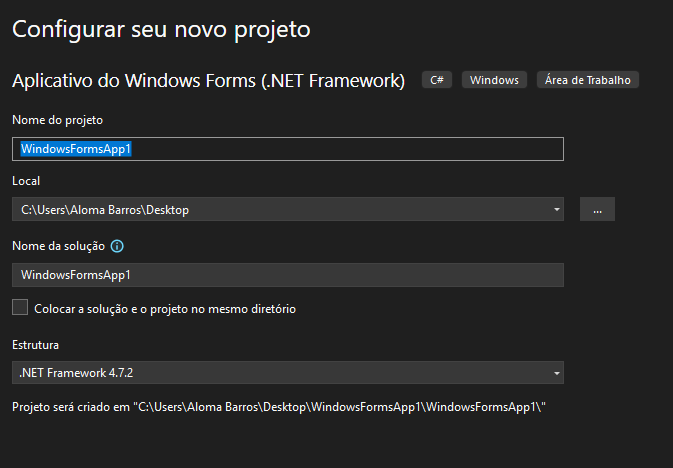 Configurar seu novo projeto
Aplicativo do Windows Forms (.NET Framework) C# Windows Área de Trabalho
Nome do projeto
WindowsFormsApp1
Local
C:\Users\Aloma Barros\Desktop
...
Nome da solução
WindowsFormsApp1
Colocar a solução e o projeto no mesmo diretório
Estrutura
.NET Framework 4.7.2
Projeto será criado em "C:\Users\Aloma Barros\Desktop\WindowsFormsApp1\WindowsFormsApp1\"